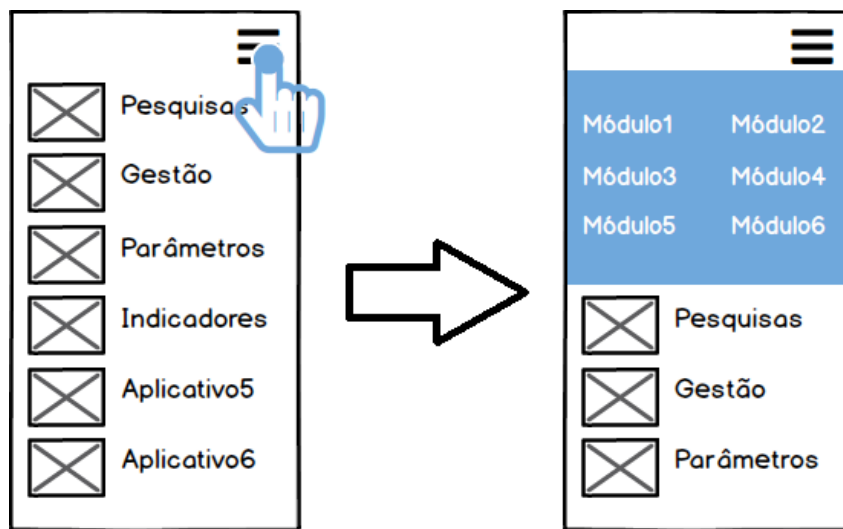 Pesquisas
Gestão
Parâmetros
Indicadores
Aplicativo5
Aplicativo6
Módulo1 Módulo2
Módulo3 Módulo4
Módulo5 Módulo6
Pesquisas
Gestão
Parâmetros